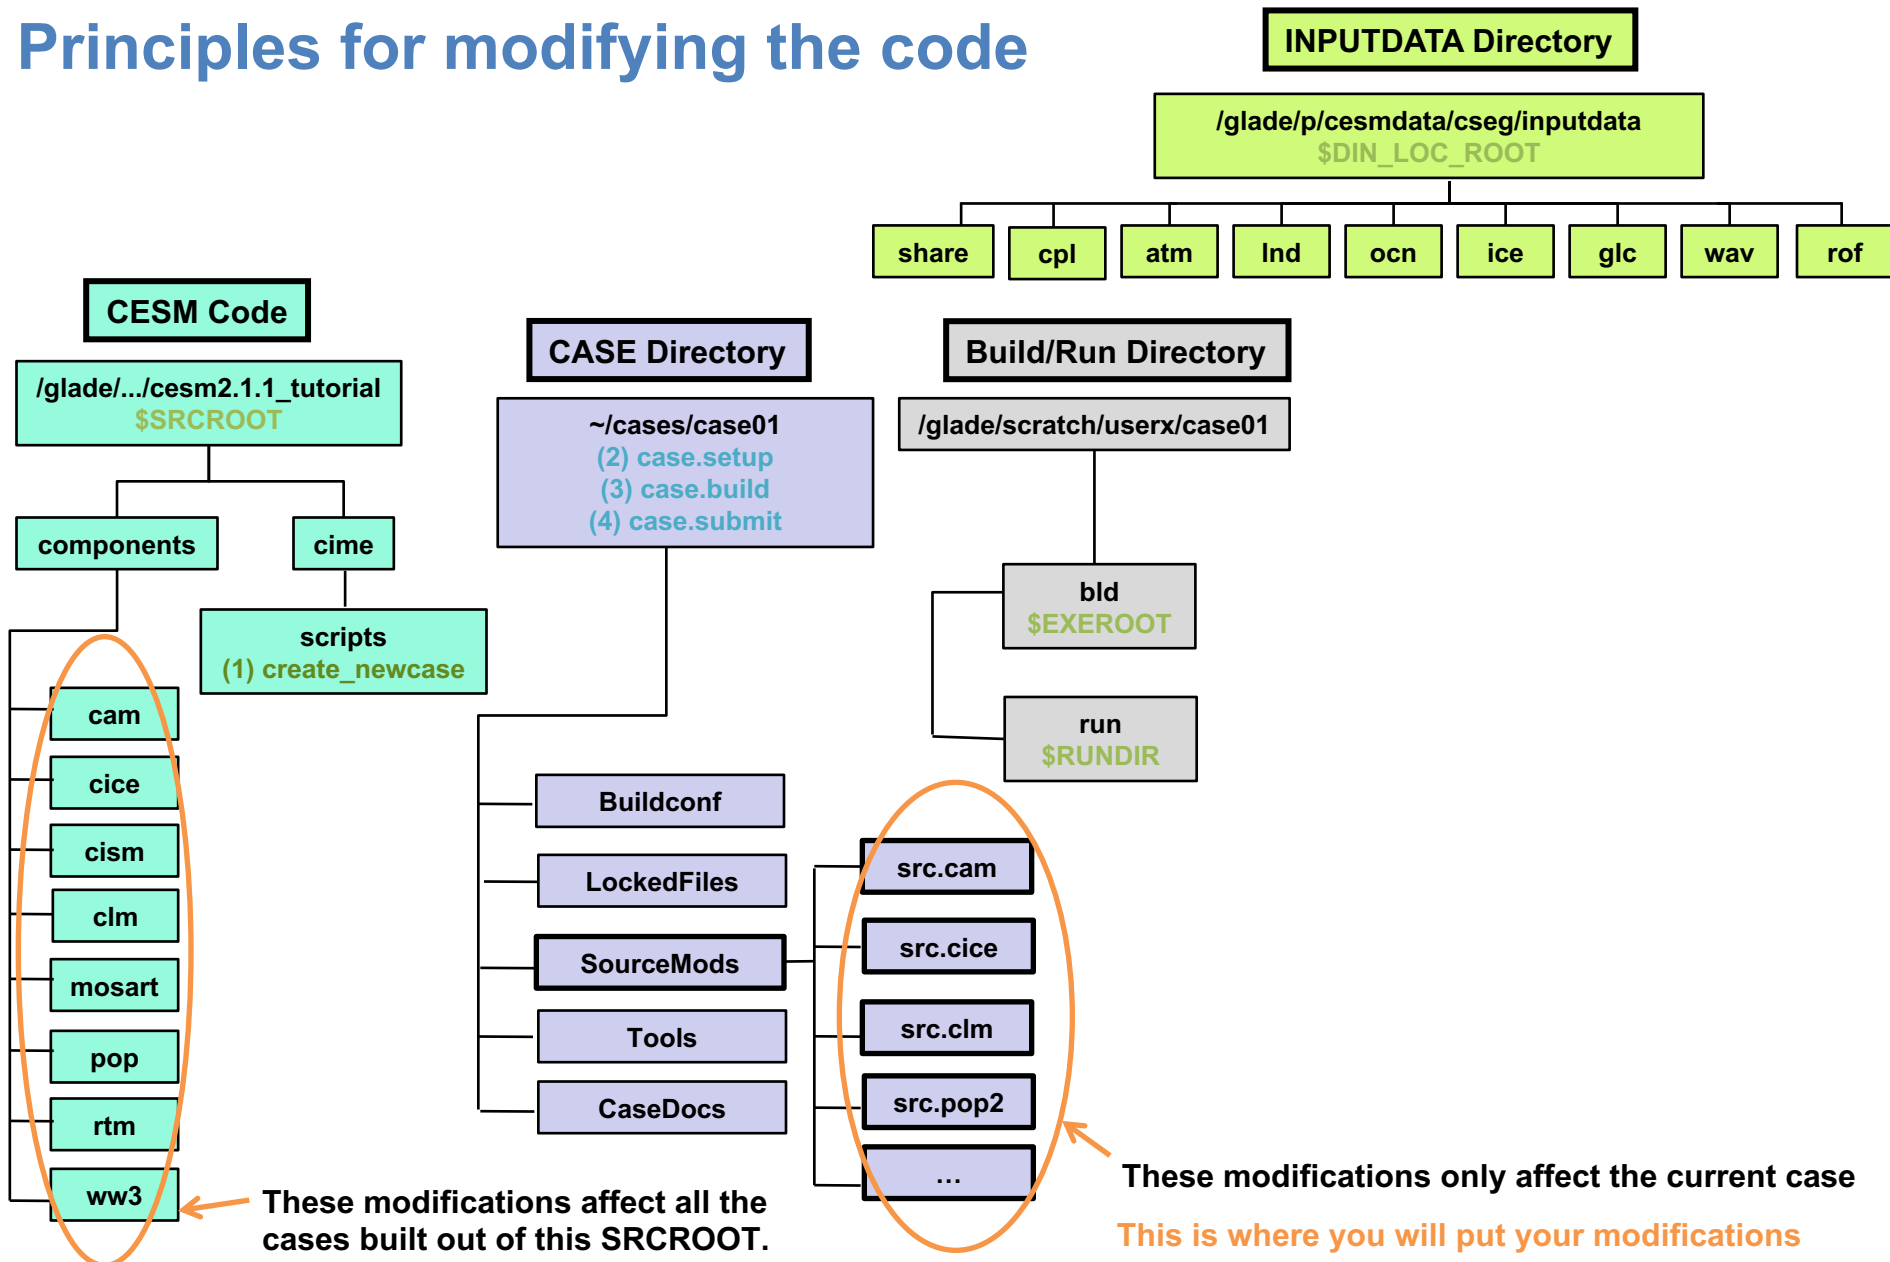 Principles for modifying the code
INPUTDATA Directory
/glade/p/cesmdata/cseg/inputdata
$DIN_LOC_ROOT
share
cpl
atm
lnd
ocn
ice
glc
wav
rof
CESM Code
/glade/.../cesm2.1.1_tutorial
$SRCROOT
components
cime
scripts
(1) create_newcase
cam
cice
cism
clm
mosart
pop
rtm
ww3
These modifications affect all the
cases built out of this SRCROOT.
CASE Directory
~/cases/case01
(2) case.setup
(3) case.build
(4) case.submit
Buildconf
LockedFiles
SourceMods
Tools
CaseDocs
src.cam
src.cice
src.clm
src.pop2
…
Build/Run Directory
/glade/scratch/userx/case01
bld
$EXEROOT
run
$RUNDIR
These modifications only affect the current case
This is where you will put your modifications